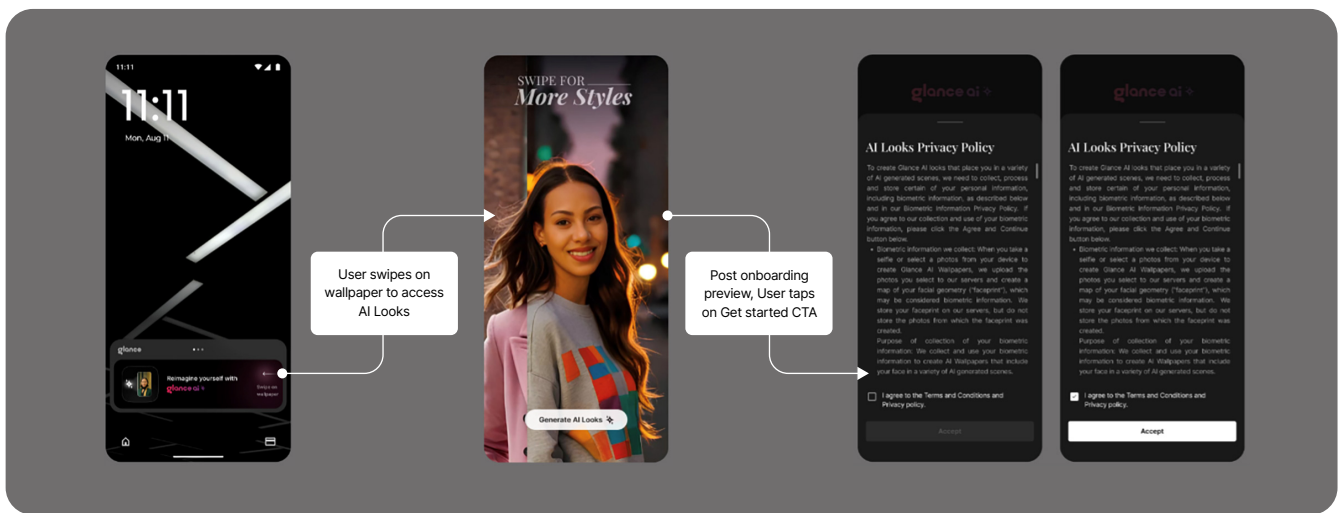 11:11
11:11
Mon, Aug 11
glance
Reimagine yourself with
glance ai
Swipe on
wallpaper
User swipes on
wallpaper to access
AI Looks
SWIPE FOR
More Styles
Generate AI Looks
Post onboarding
preview, User taps
on Get started CTA
glance ai
AI Looks Privacy Policy
To create Glance AI looks that place you in a variety
of AI generated scenes, we need to collect, process
and store certain of your personal information,
including biometric information, as described below
and in our Biometric Information Privacy Policy. If
you agree to our collection and use of your biometric
information, please click the Agree and Continue
button below.
• Biometric information we collect: When you take a
selfie or select a photos from your device to
create Glance AI Wallpapers, we upload the
photos you select to our servers and create a
map of your facial geometry ("faceprint"), which
may be considered biometric information. We
store your faceprint on our servers, but do not
store the photos from which the faceprint was
created.
Purpose of collection of your biometric
information: We collect and use your biometric
information to create AI Wallpapers that include
your face in a variety of AI-generated scenes.
I agree to the Terms and Conditions and
Privacy policy.
Accept
glance ai
AI Looks Privacy Policy
To create Glance AI looks that place you in a variety
of AI generated scenes, we need to collect, process
and store certain of your personal information,
including biometric information, as described below
and in our Biometric Information Privacy Policy. If
you agree to our collection and use of your biometric
information, please click the Agree and Continue
button below.
• Biometric information we collect: When you take a
selfie or select a photos from your device to
create Glance AI Wallpapers, we upload the
photos you select to our servers and create a
map of your facial geometry ("faceprint"), which
may be considered biometric information. We
store your faceprint on our servers, but do not
store the photos from which the faceprint was
created.
Purpose of collection of your biometric
information: We collect and use your biometric
information to create AI Wallpapers that include
your face in a variety of AI-generated scenes.
I agree to the Terms and Conditions and
Privacy policy.
Accept